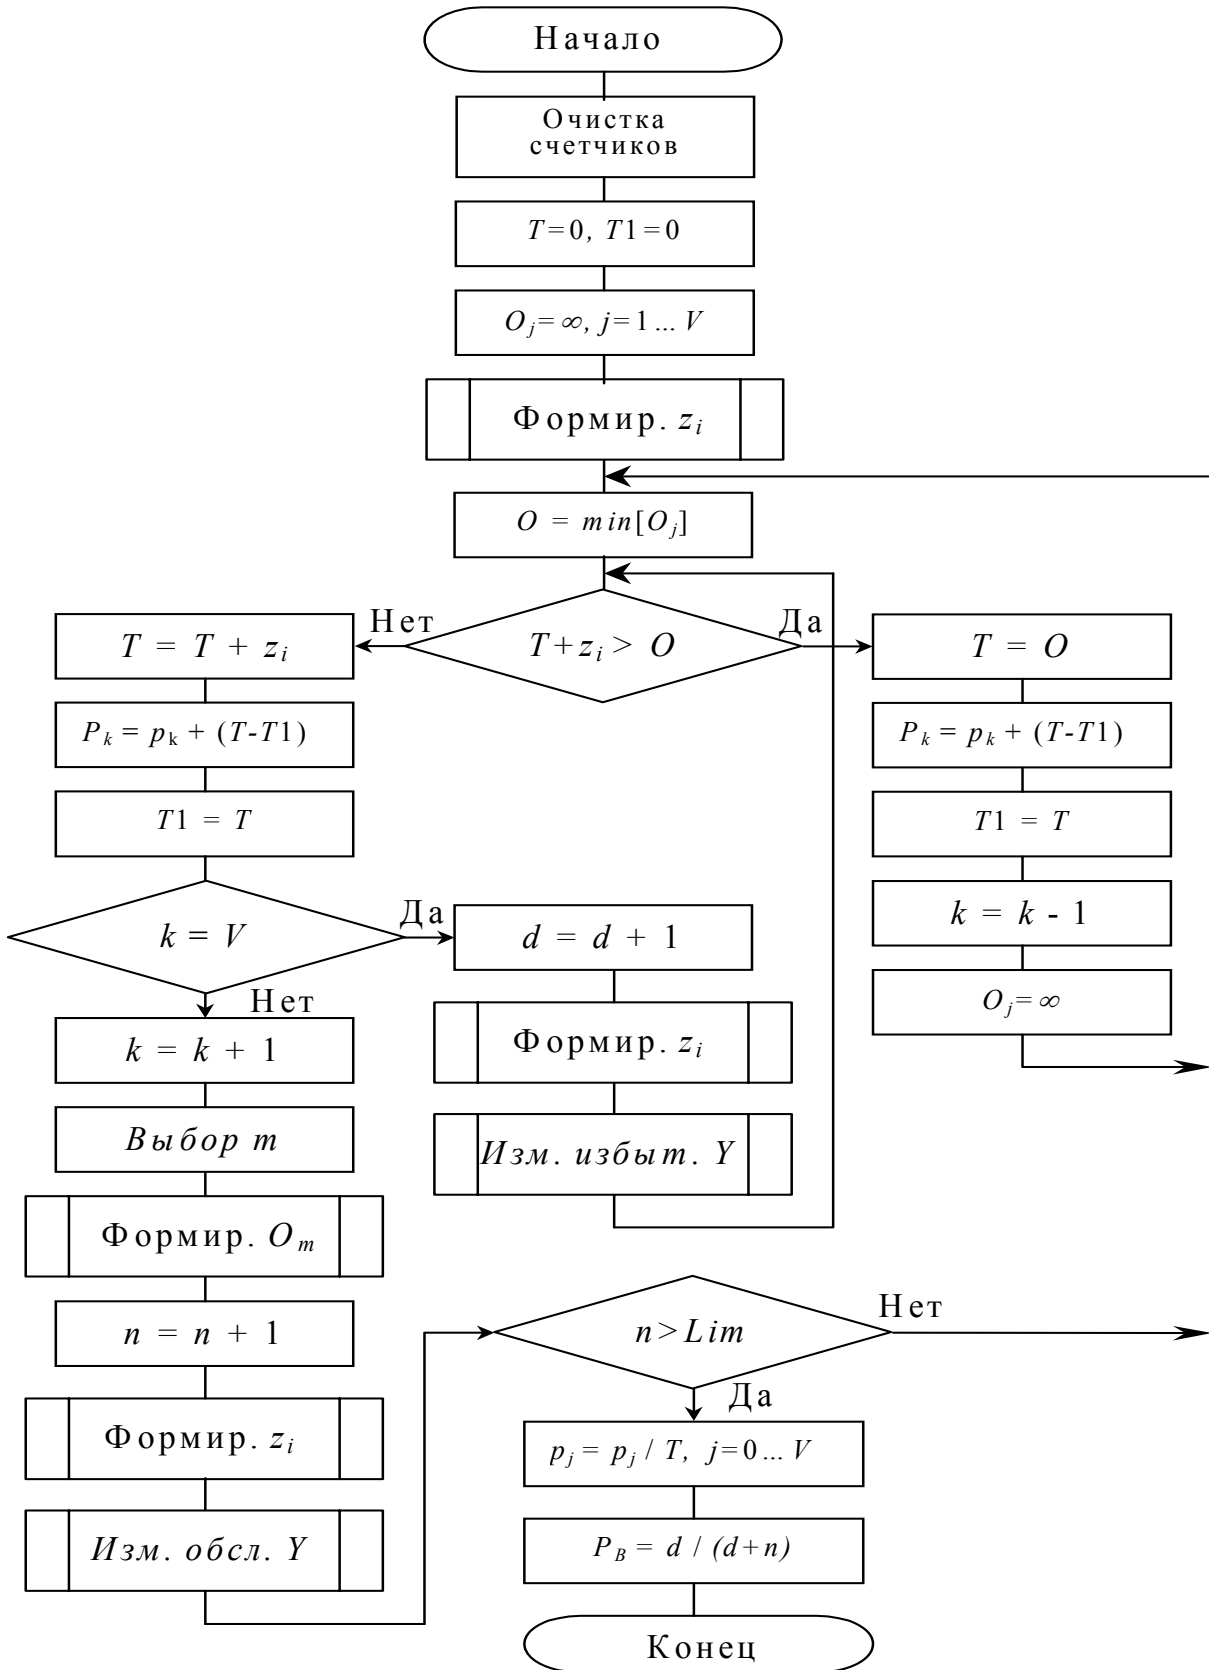 Начало
Очистка
счетчиков
T=0, T1=0
O_j=∞, j=1... V
Формир. z_i
O = min[O_j]
T+z_i > O
Нет
Да
T = T + z_i
P_k = p_k + (T-T1)
T1 = T
k = V
Да
Нет
d = d + 1
Формир. z_i
Изм. избыт. Y
k = k + 1
Выбор m
Формир. O_m
n = n + 1
Формир. z_i
Изм. обсл. Y
T = O
P_k = p_k + (T-T1)
T1 = T
k = k - 1
O_j=∞
n>Lim
Нет
Да
p_j = p_j / T, j=0... V
P_B = d / (d+n)
Конец